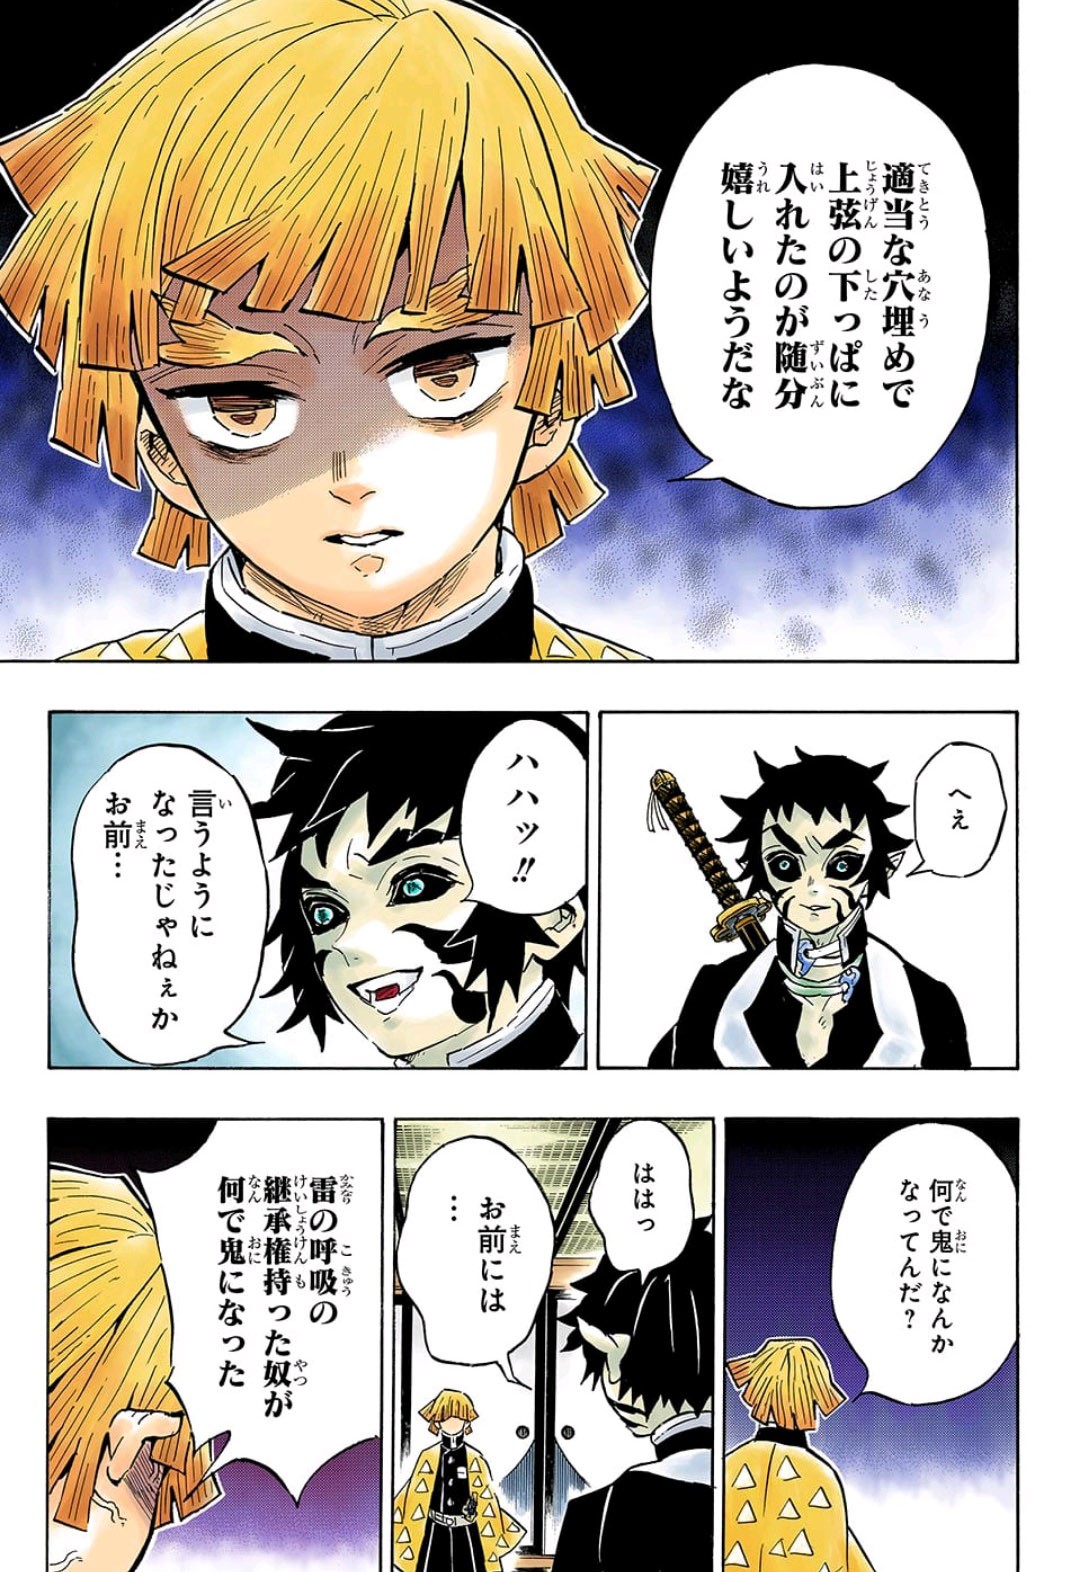 適当な穴埋めで
上弦の下っぱに
入れたのが随分
嬉しいようだな
へえ
ハハッ!!
言うように
なったじゃねぇか
お前…
何で鬼になんか
なってんだ?
ははっ
お前には
…
雷の呼吸の
継承権持った奴が
何で鬼になった